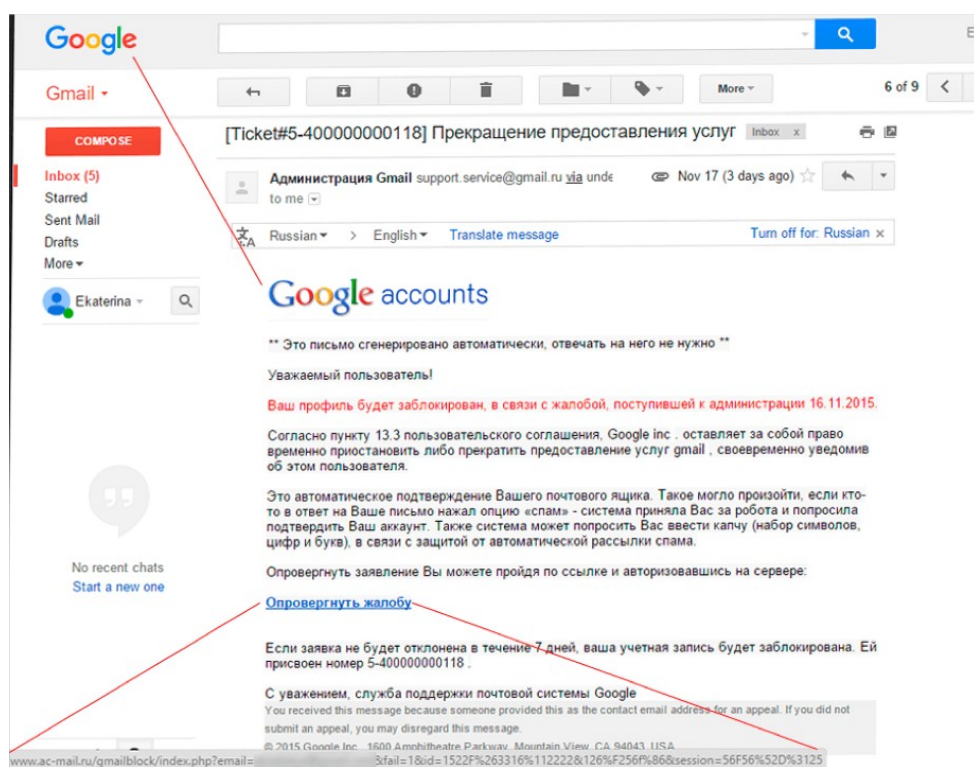 Google
E
Gmail
More
6 of 9
COMPOSE
[Ticket#5-400000000118] Прекращение предоставления услуг Inbox x
Inbox (5)
Starred
Sent Mail
Drafts
More
Администрация Gmail support.service@gmail.ru via unde Nov 17 (3 days ago)
to me
Russian > English Translate message Turn off for: Russian x
Ekaterina
Google accounts
** Это письмо сгенерировано автоматически, отвечать на него не нужно **
Уважаемый пользователь!
Ваш профиль будет заблокирован, в связи с жалобой, поступившей к администрации 16.11.2015.
Согласно пункту 13.3 пользовательского соглашения, Google inc . оставляет за собой право
временно приостановить либо прекратить предоставление услуг gmail , своевременно уведомив
об этом пользователя.
Это автоматическое подтверждение Вашего почтового ящика. Такое могло произойти, если кто-
то в ответ на Ваше письмо нажал опцию «спам» - система приняла Вас за робота и попросила
подтвердить Ваш аккаунт. Также система может попросить Вас ввести капчу (набор символов,
цифр и букв), в связи с защитой от автоматической рассылки спама.
No recent chats
Start a new one
Опровергнуть заявление Вы можете пройдя по ссылке и авторизовавшись на сервере:
Опровергнуть жалобу
Если заявка не будет отклонена в течение 7 дней, ваша учетная запись будет заблокирована. Ей
присвоен номер 5-400000000118 .
С уважением, служба поддержки почтовой системы Google
You received this message because someone provided this as the contact email address for an appeal. If you did not
submit an appeal, you may disregard this message.
© 2015 Google Inc., 1600 Amphitheatre Parkway, Mountain View, CA 94043, USA
www.ac-mail.ru/gmailblock/index.php?email= &fail=1&id=1522F%263316%112222&126%F256f%86&session=56F56%52D%3125